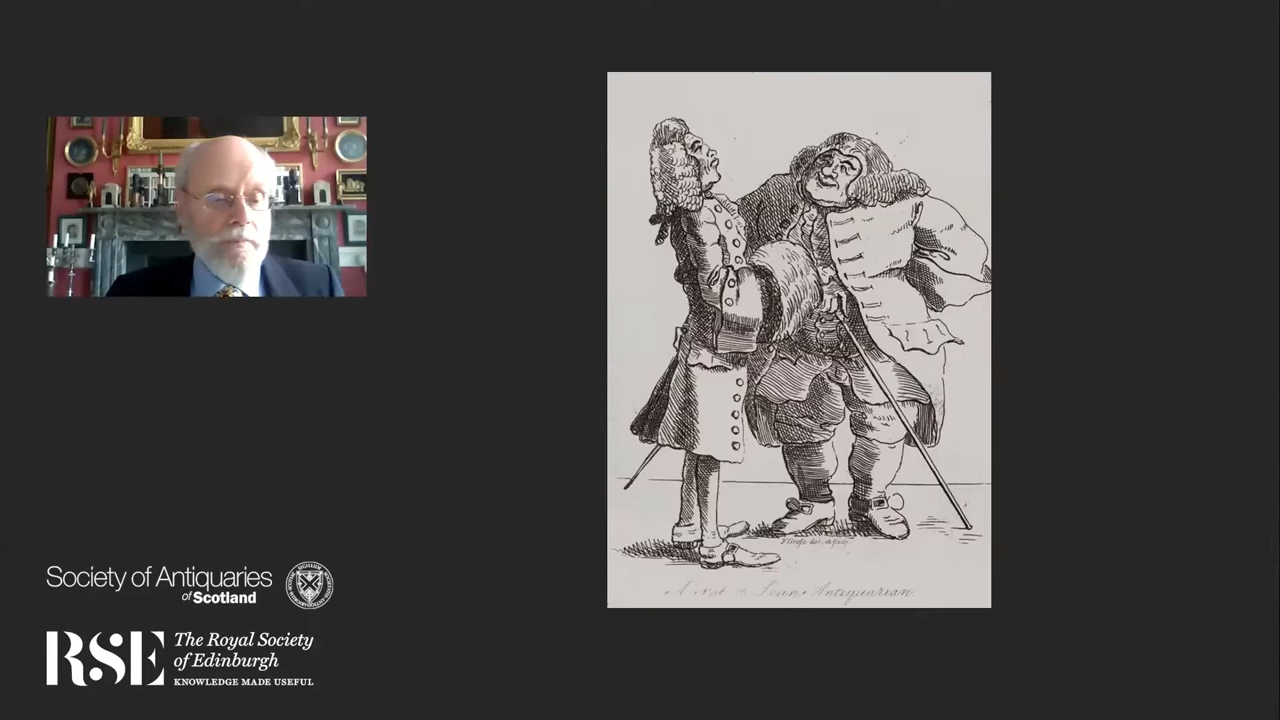 Society of Antiquaries
of Scotland
RSE
The Royal Society
of Edinburgh
KNOWLEDGE MADE USEFUL
A Fat & Lean Antiquarian.